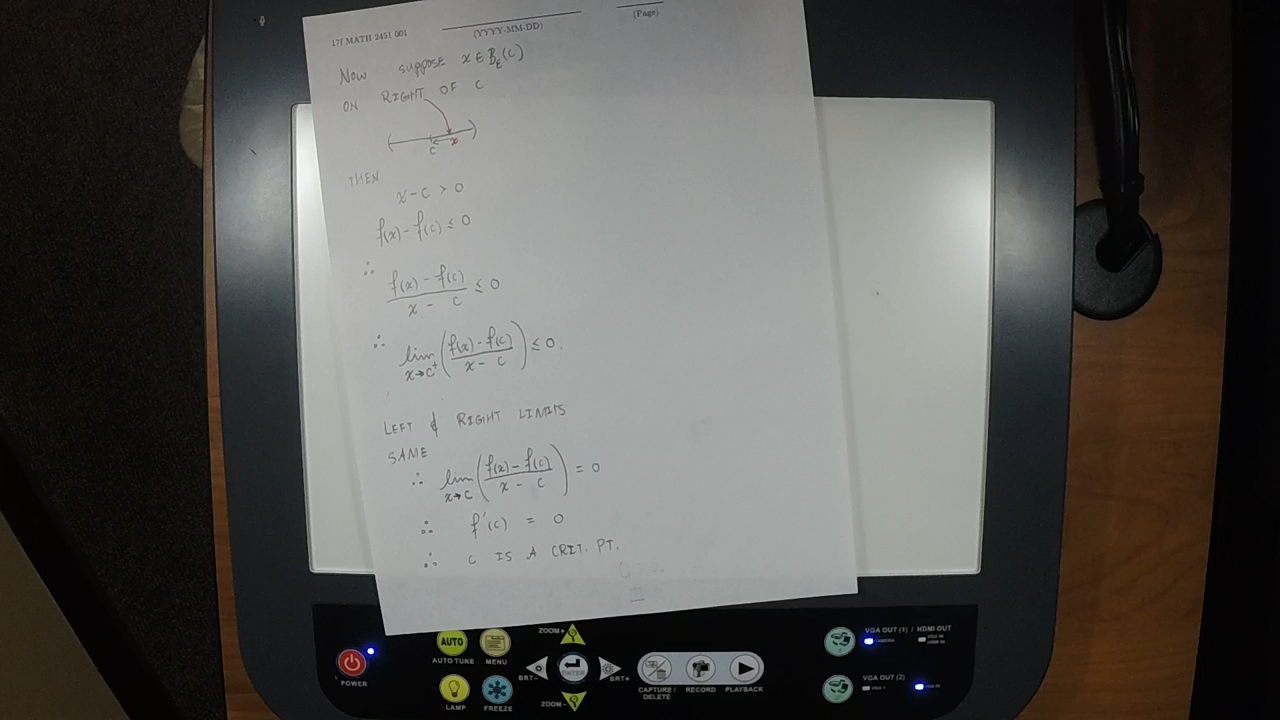 17f MATH 2451 001
(YYYY-MM-DD)
(Page)
NOW SUPPOSE x ∈ B_ε(c)
ON RIGHT OF C
( c x )
THEN
x - c > 0
f(x) - f(c) ≤ 0
∴ (f(x) - f(c))/(x - c) ≤ 0
∴ lim_{x→c⁺} ((f(x) - f(c))/(x - c)) ≤ 0.
LEFT & RIGHT LIMITS
SAME
∴ lim_{x→c} ((f(x) - f(c))/(x - c)) = 0
∴ f'(c) = 0
∴ C IS A CRIT. PT.
POWER
AUTO
AUTO TUNE
MENU
LAMP
FREEZE
ZOOM+
BRT-
ENTER
BRT+
ZOOM-
CAPTURE /
DELETE
RECORD
PLAYBACK
VGA OUT (1) / HDMI OUT
CAMERA
VGA OUT (2)